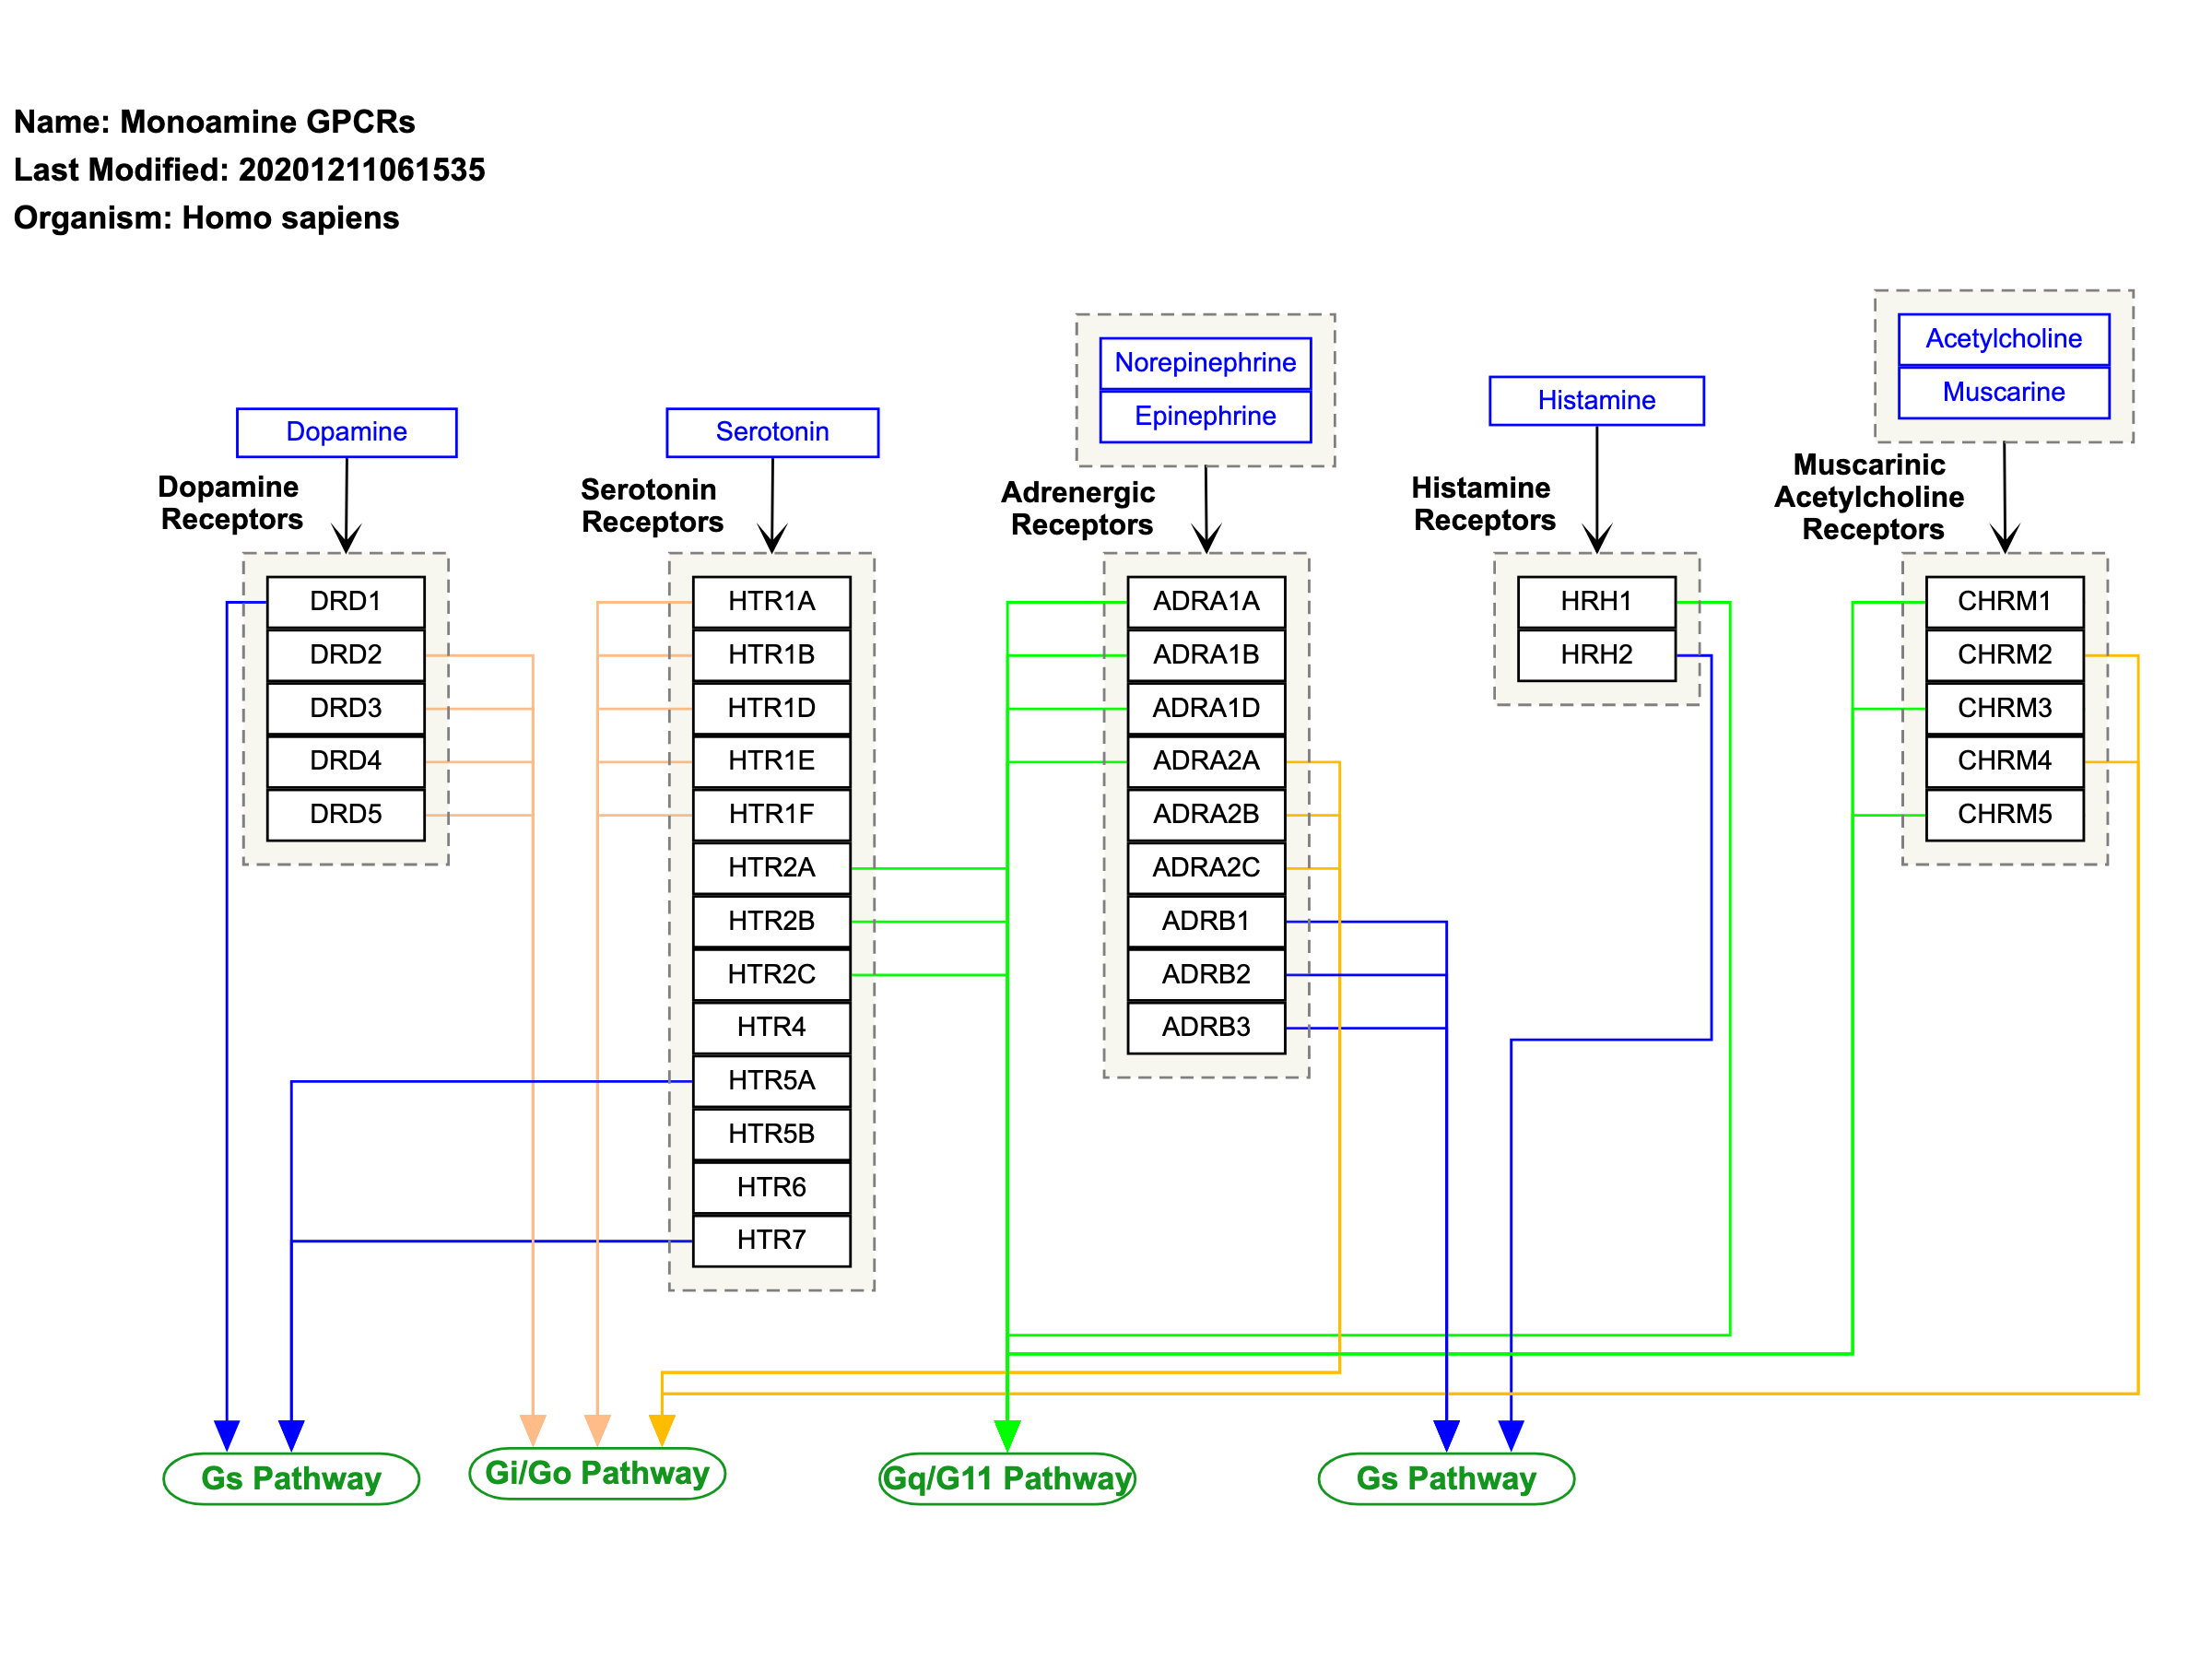 Name: Monoamine GPCRs
Last Modified: 20201211061535
Organism: Homo sapiens
Dopamine
Dopamine
Receptors
DRD1
DRD2
DRD3
DRD4
DRD5
Serotonin
Serotonin
Receptors
HTR1A
HTR1B
HTR1D
HTR1E
HTR1F
HTR2A
HTR2B
HTR2C
HTR4
HTR5A
HTR5B
HTR6
HTR7
Norepinephrine
Epinephrine
Adrenergic
Receptors
ADRA1A
ADRA1B
ADRA1D
ADRA2A
ADRA2B
ADRA2C
ADRB1
ADRB2
ADRB3
Histamine
Histamine
Receptors
HRH1
HRH2
Acetylcholine
Muscarine
Muscarinic
Acetylcholine
Receptors
CHRM1
CHRM2
CHRM3
CHRM4
CHRM5
Gs Pathway
Gi/Go Pathway
Gq/G11 Pathway
Gs Pathway